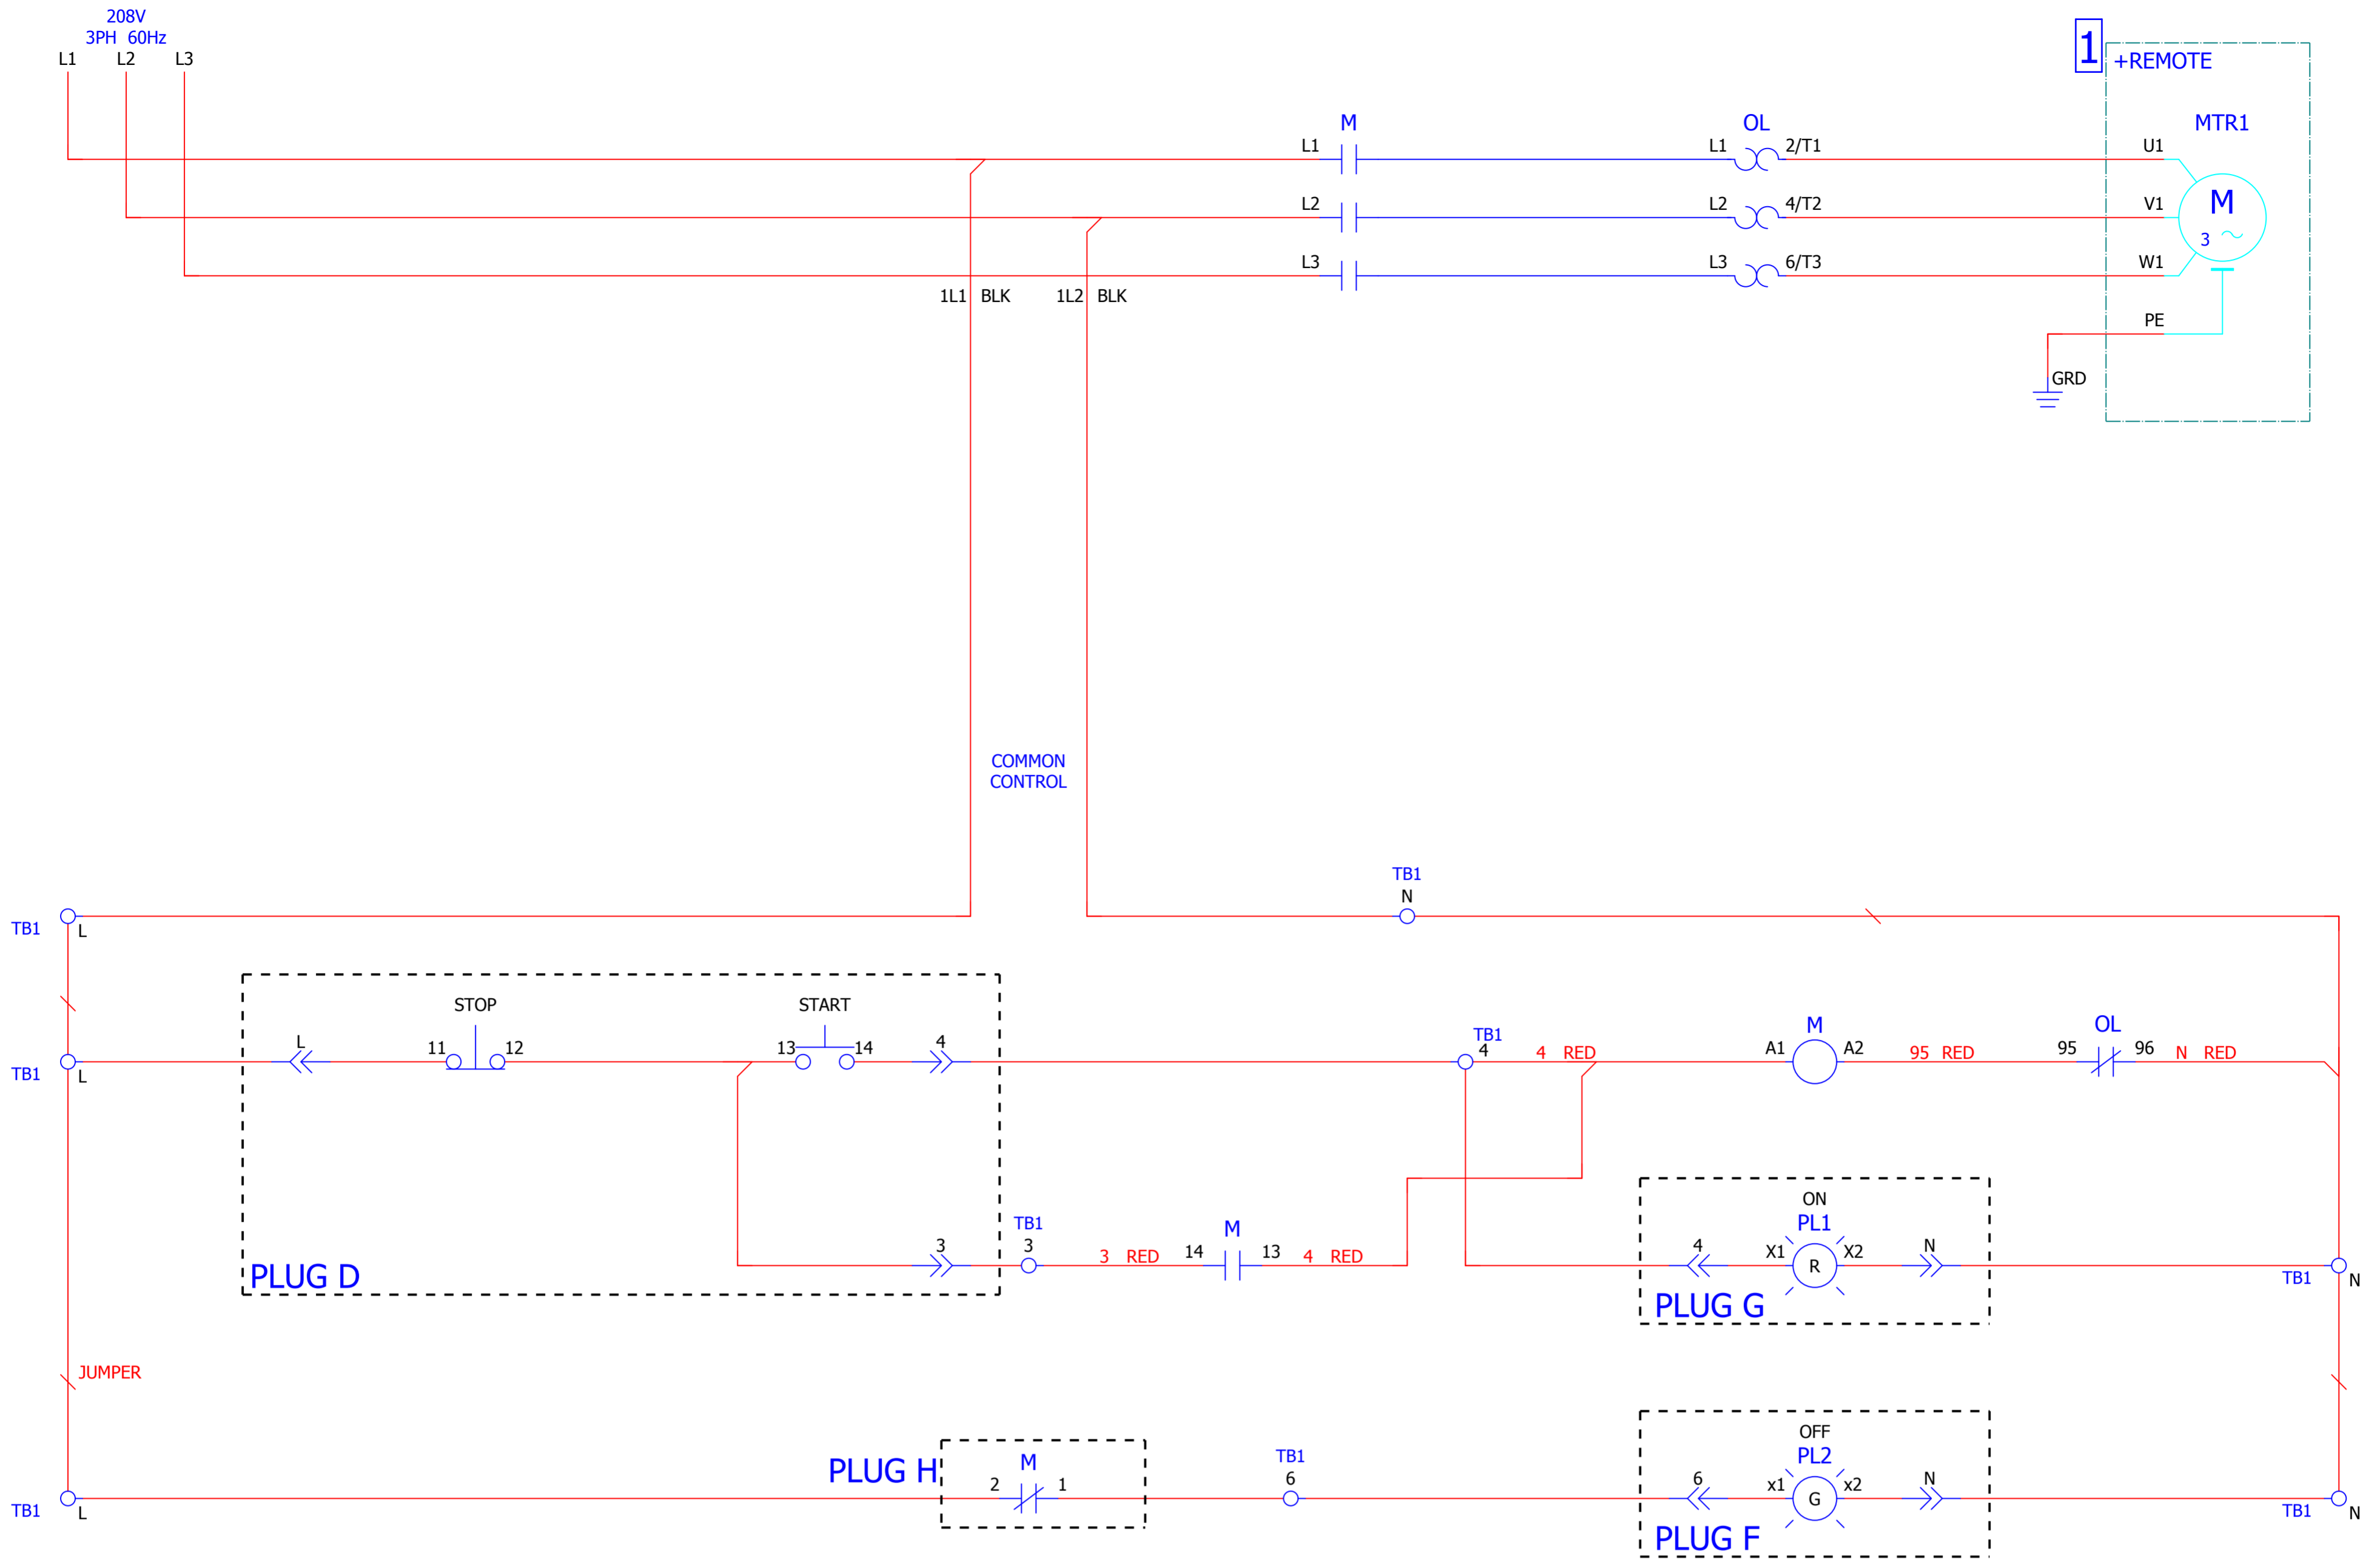 208V
3PH 60Hz
L1 L2 L3
1
+REMOTE
M OL MTR1
L1 L1 2/T1 U1
L2 L2 4/T2 V1
M
3
L3 L3 6/T3 W1
1L1 BLK 1L2 BLK
PE
GRD
COMMON
CONTROL
TB1
N
TB1 L
STOP START
M OL
TB1
L 11 12 13 14 4 4 4 RED A1 A2 95 RED 95 96 N RED
TB1 L
ON
PL1
TB1 M
3 3 3 RED 14 13 4 RED 4 X1 X2 N
R
PLUG D
TB1 N
PLUG G
JUMPER
OFF
PL2
PLUG H M TB1
2 1 6 6 x1 x2 N
G
TB1 L TB1 N
PLUG F